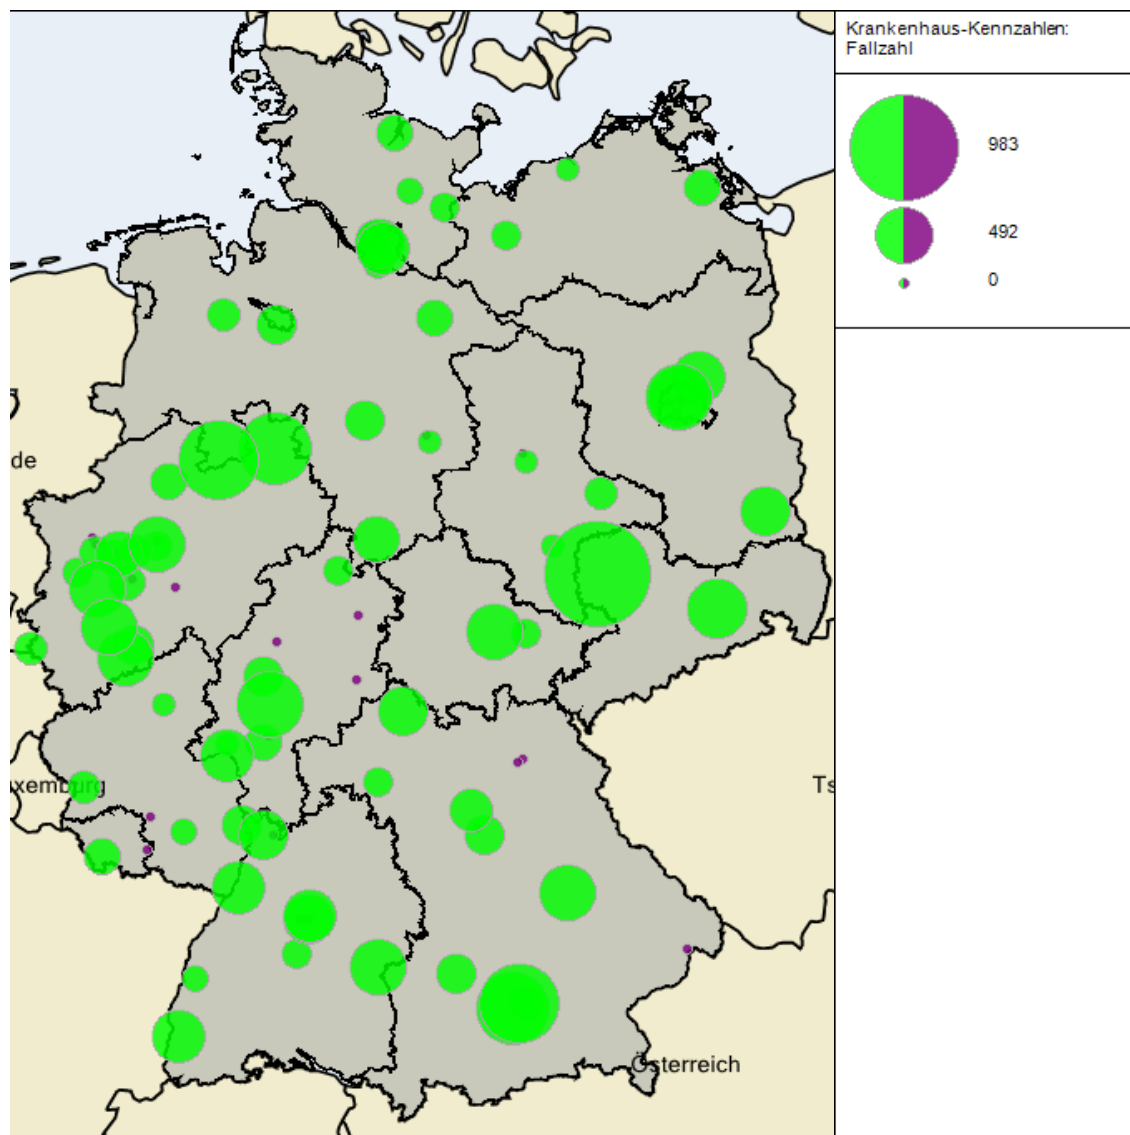 Krankenhaus-Kennzahlen:
Fallzahl
983
492
0
de
xemburg
Ts
Österreich